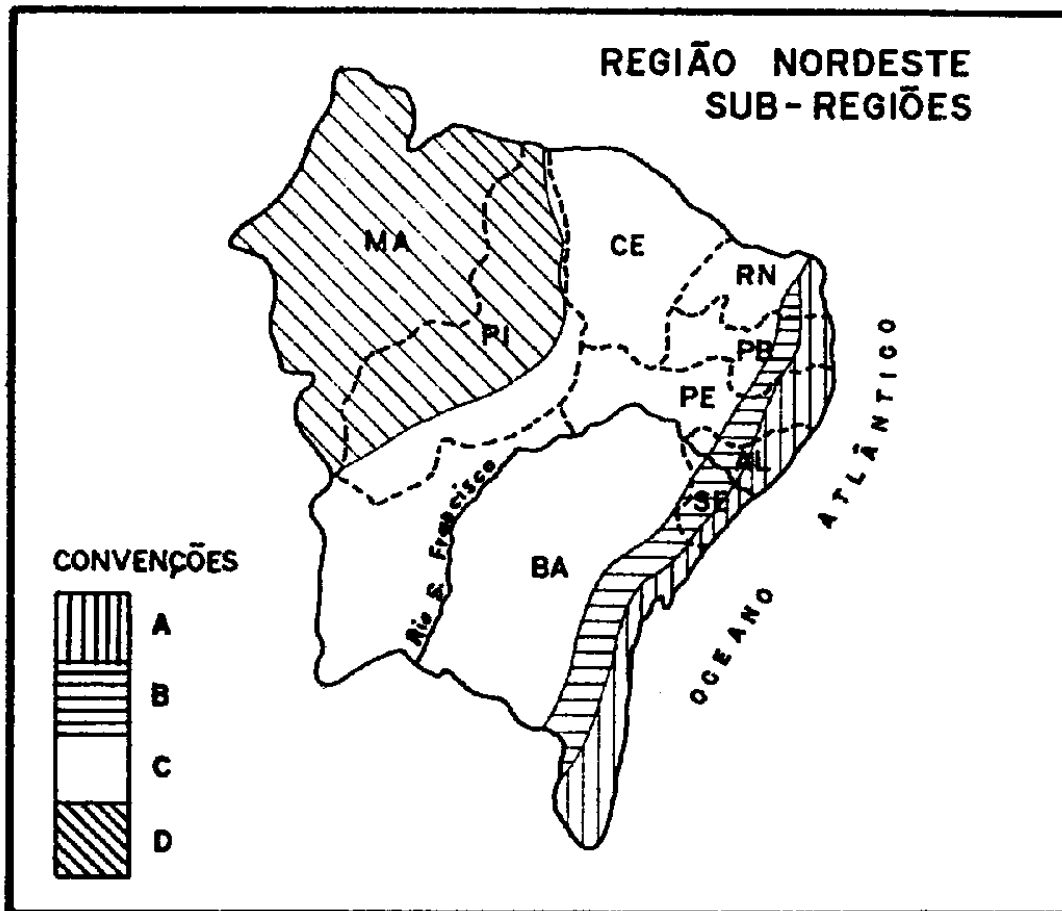 REGIÃO NORDESTE
SUB-REGIÕES
MA
CE
RN
PI
PB
PE
AL
SE
BA
Rio S. Francisco
OCEANO ATLÂNTICO
CONVENÇÕES
A
B
C
D